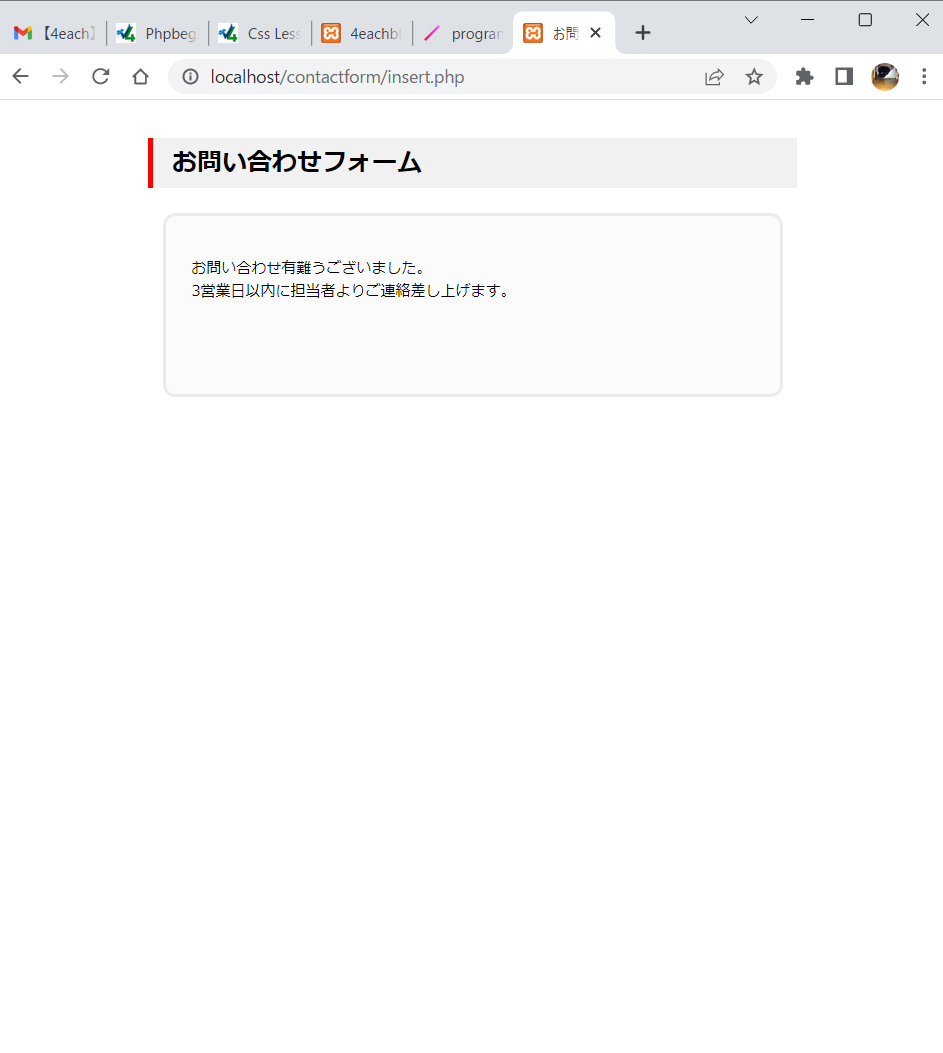 【4each】
Phpbeg
Css Less
4eachbl
program
お問
localhost/contactform/insert.php
お問い合わせフォーム
お問い合わせ有難うございました。
3営業日以内に担当者よりご連絡差し上げます。